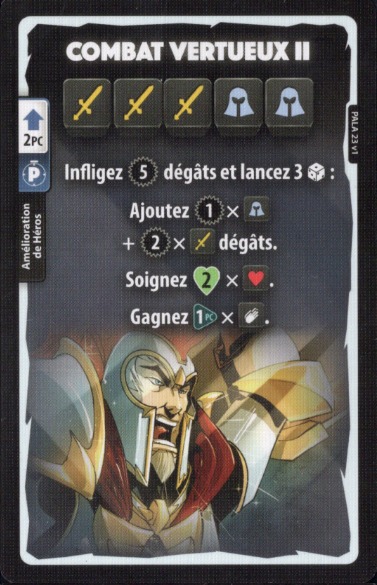 COMBAT VERTUEUX II
2PC
P
Amélioration
de Héros
PALA 23 v1
Infligez 5 dégâts et lancez 3 :
Ajoutez 1 ×
+ 2 × dégâts.
Soignez 2 × .
Gagnez 1PC × .